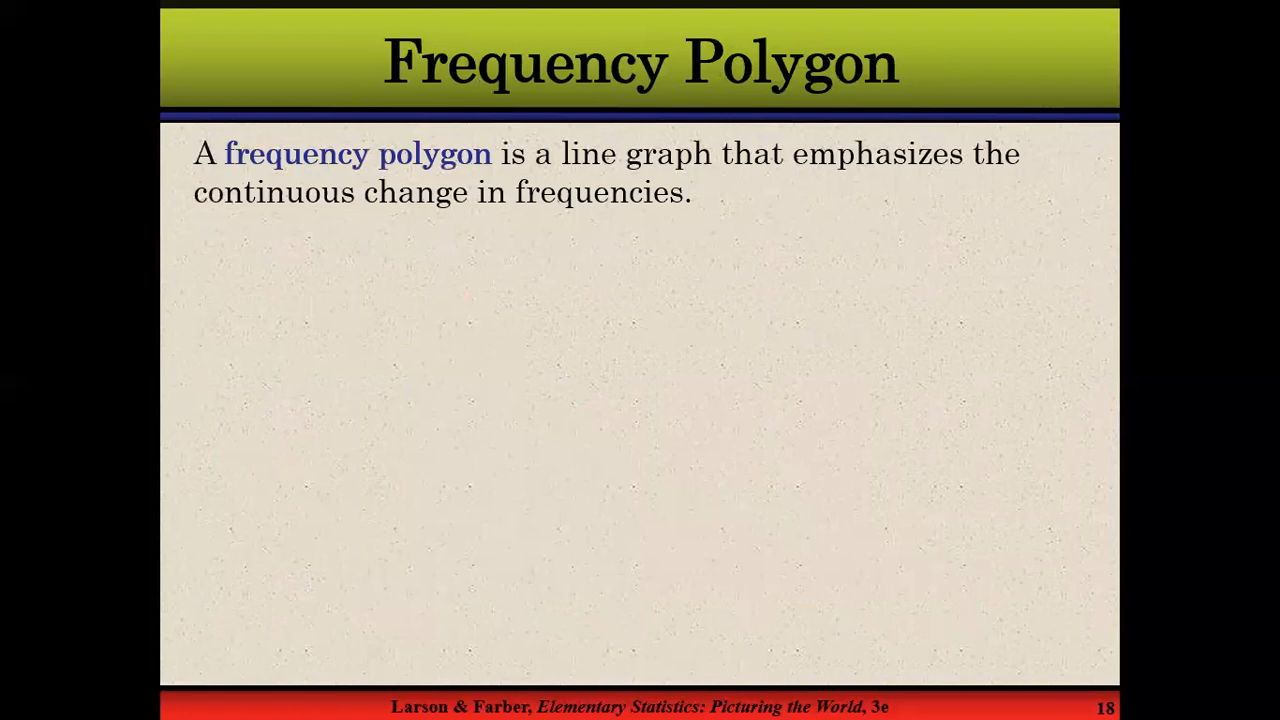 Frequency Polygon
A frequency polygon is a line graph that emphasizes the
continuous change in frequencies.
Larson & Farber, Elementary Statistics: Picturing the World, 3e
18